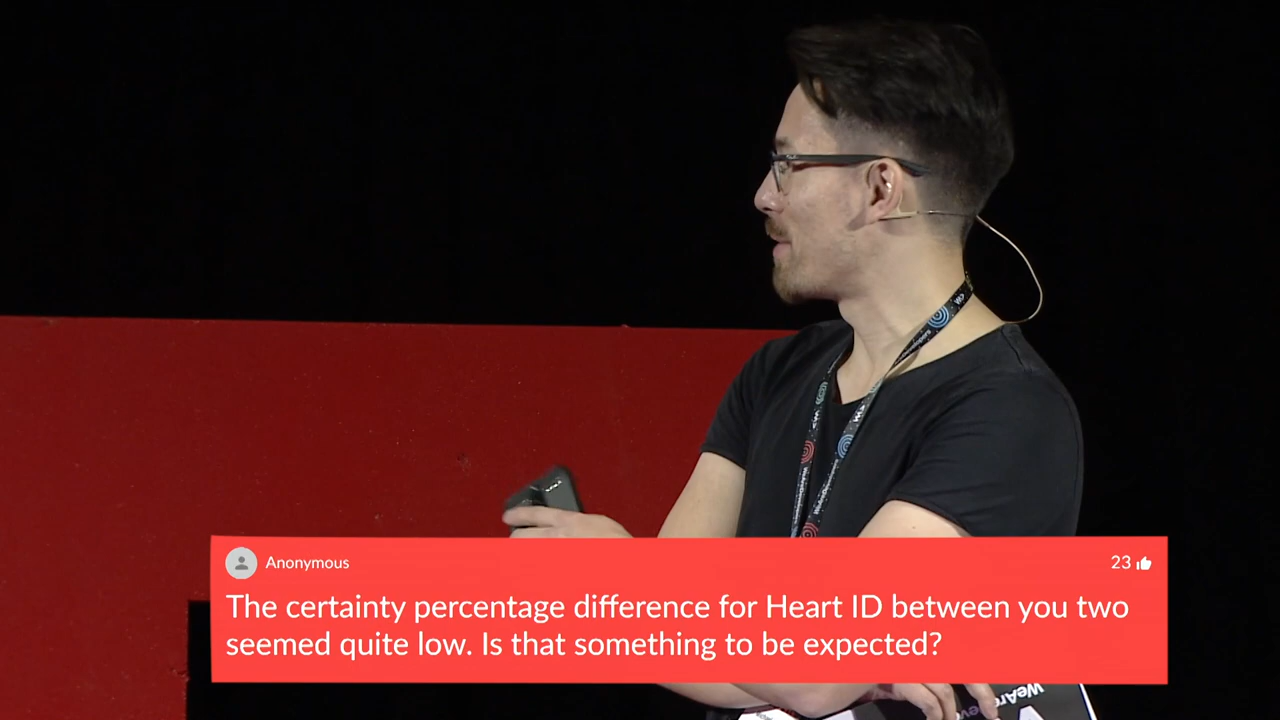 Anonymous
23
The certainty percentage difference for Heart ID between you two
seemed quite low. Is that something to be expected?
WeAre